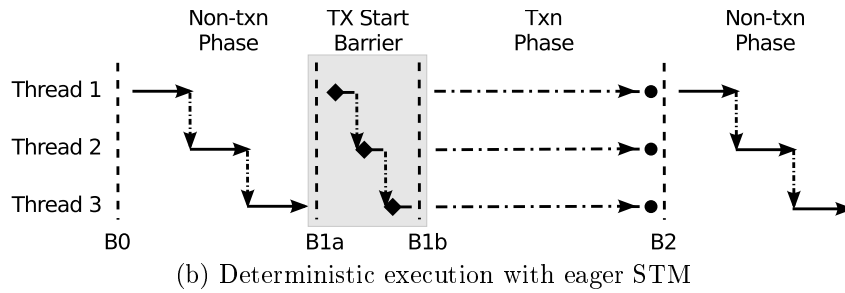 Non-txn TX Start Txn Non-txn
Phase Barrier Phase Phase
Thread 1
Thread 2
Thread 3
B0 B1a B1b B2
(b) Deterministic execution with eager STM